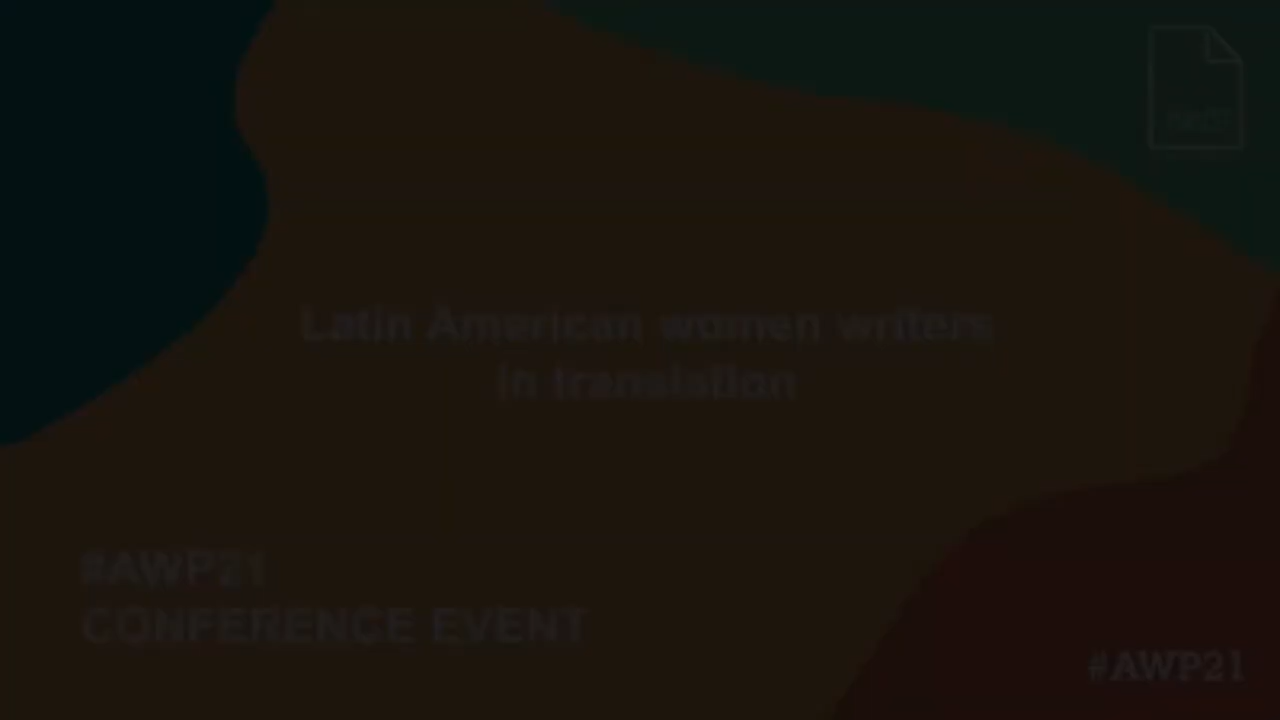 Latin American women writers
in translation
#AWP21
CONFERENCE EVENT
#AWP21